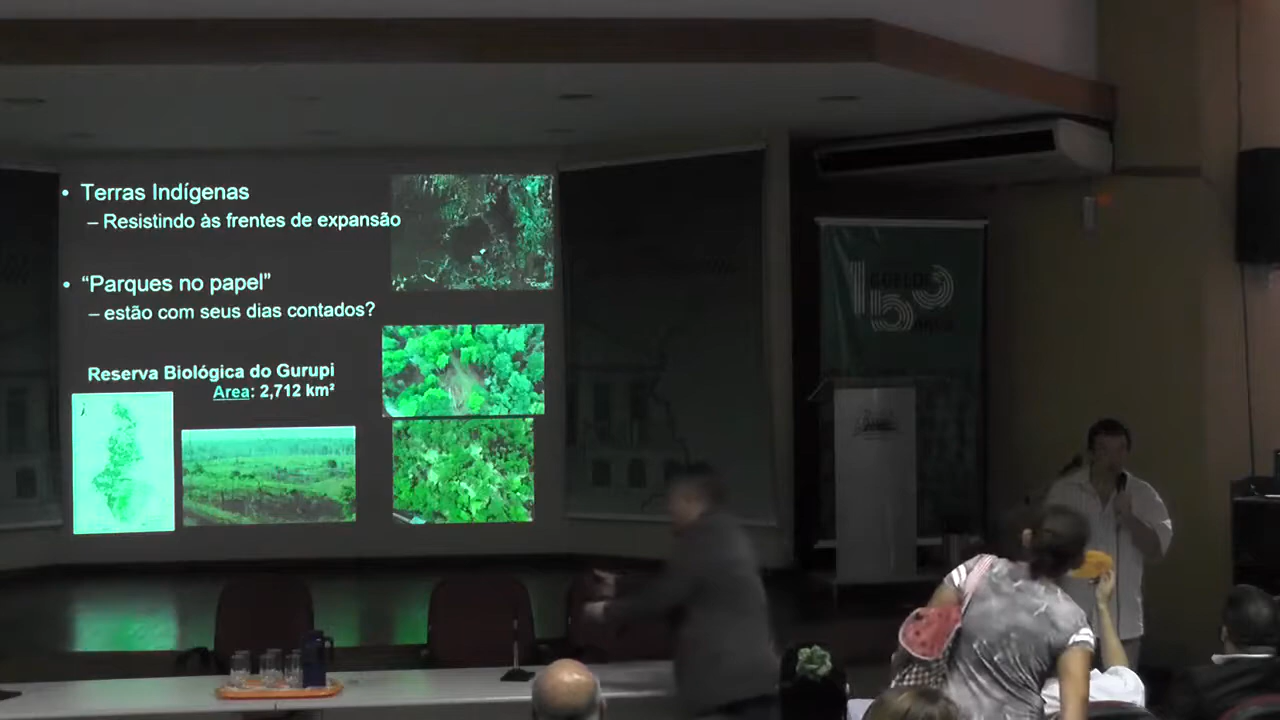 • Terras Indígenas
– Resistindo às frentes de expansão
• “Parques no papel”
– estão com seus dias contados?
Reserva Biológica do Gurupi
Area: 2,712 km²
Google